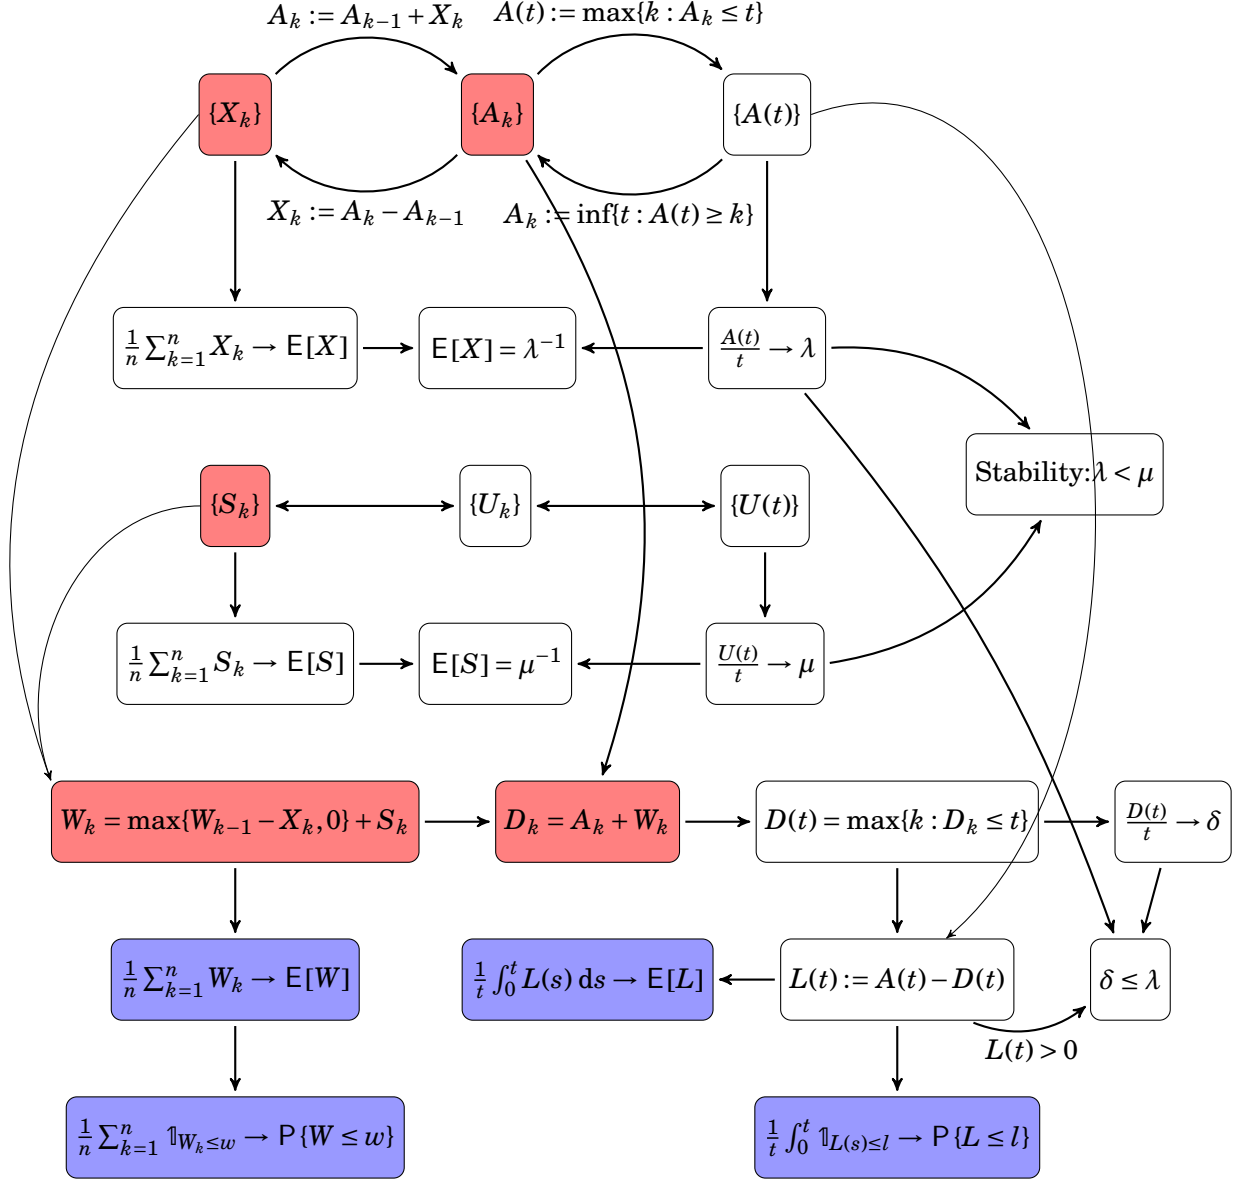 A_k := A_{k−1} + X_k
A(t) := max{k : A_k ≤ t}
{X_k}
{A_k}
{A(t)}
X_k := A_k − A_{k−1}
A_k := inf{t : A(t) ≥ k}
1/n ∑_{k=1}^n X_k → E[X]
E[X] = λ^{−1}
A(t)/t → λ
Stability: λ < μ
{S_k}
{U_k}
{U(t)}
1/n ∑_{k=1}^n S_k → E[S]
E[S] = μ^{−1}
U(t)/t → μ
W_k = max{W_{k−1} − X_k, 0} + S_k
D_k = A_k + W_k
D(t) = max{k : D_k ≤ t}
D(t)/t → δ
1/n ∑_{k=1}^n W_k → E[W]
1/t ∫_0^t L(s) ds → E[L]
L(t) := A(t) − D(t)
δ ≤ λ
L(t) > 0
1/n ∑_{k=1}^n 𝟙_{W_k ≤ w} → P{W ≤ w}
1/t ∫_0^t 𝟙_{L(s) ≤ l} → P{L ≤ l}